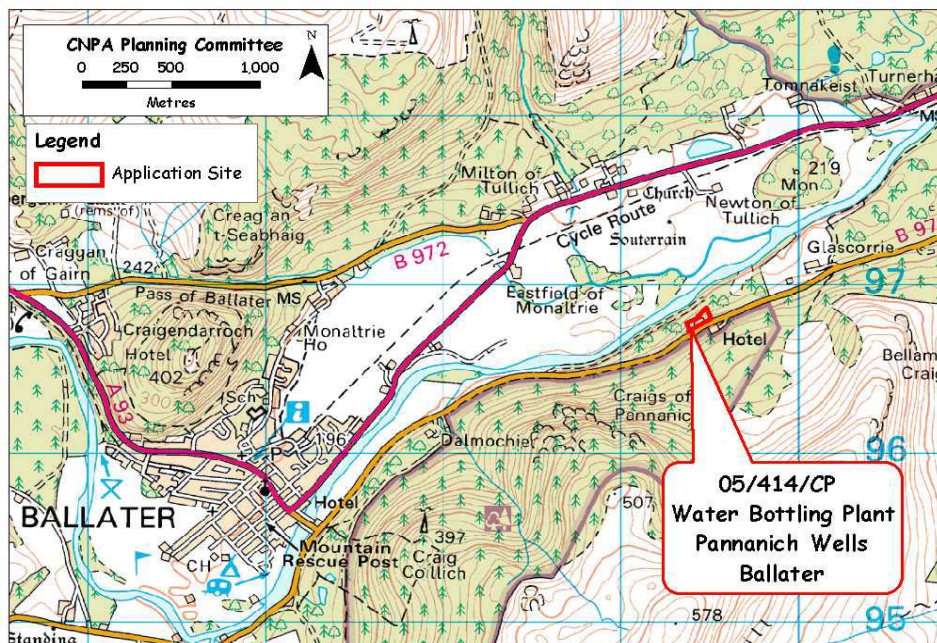 CNPA Planning Committee
N
0 250 500 1,000
Metres
Legend
Application Site
Tomnakeist
Turnerha
MS
Milton of
Tullich
219
Mon
Church
Newton of
Tullich
Cycle Route
Souterrain
Glascorrie
B 97
(rems of)
Creag an
t-Seabhaig
Craggan
of Gairn
242
B 972
Pass of Ballater
MS
Eastfield of
Monaltrie
97
Craigendarroch
Hotel
402
300
Monaltrie
Ho
Hotel
Bellam
Craig
A 93
Sch
i
Craigs of
Pannanich
196
P
Dalmochie
96
BALLATER
Hotel
507
Mountain
Rescue Post
397
Craig
Coillich
CH
05/414/CP
Water Bottling Plant
Pannanich Wells
Ballater
578
95
Standing